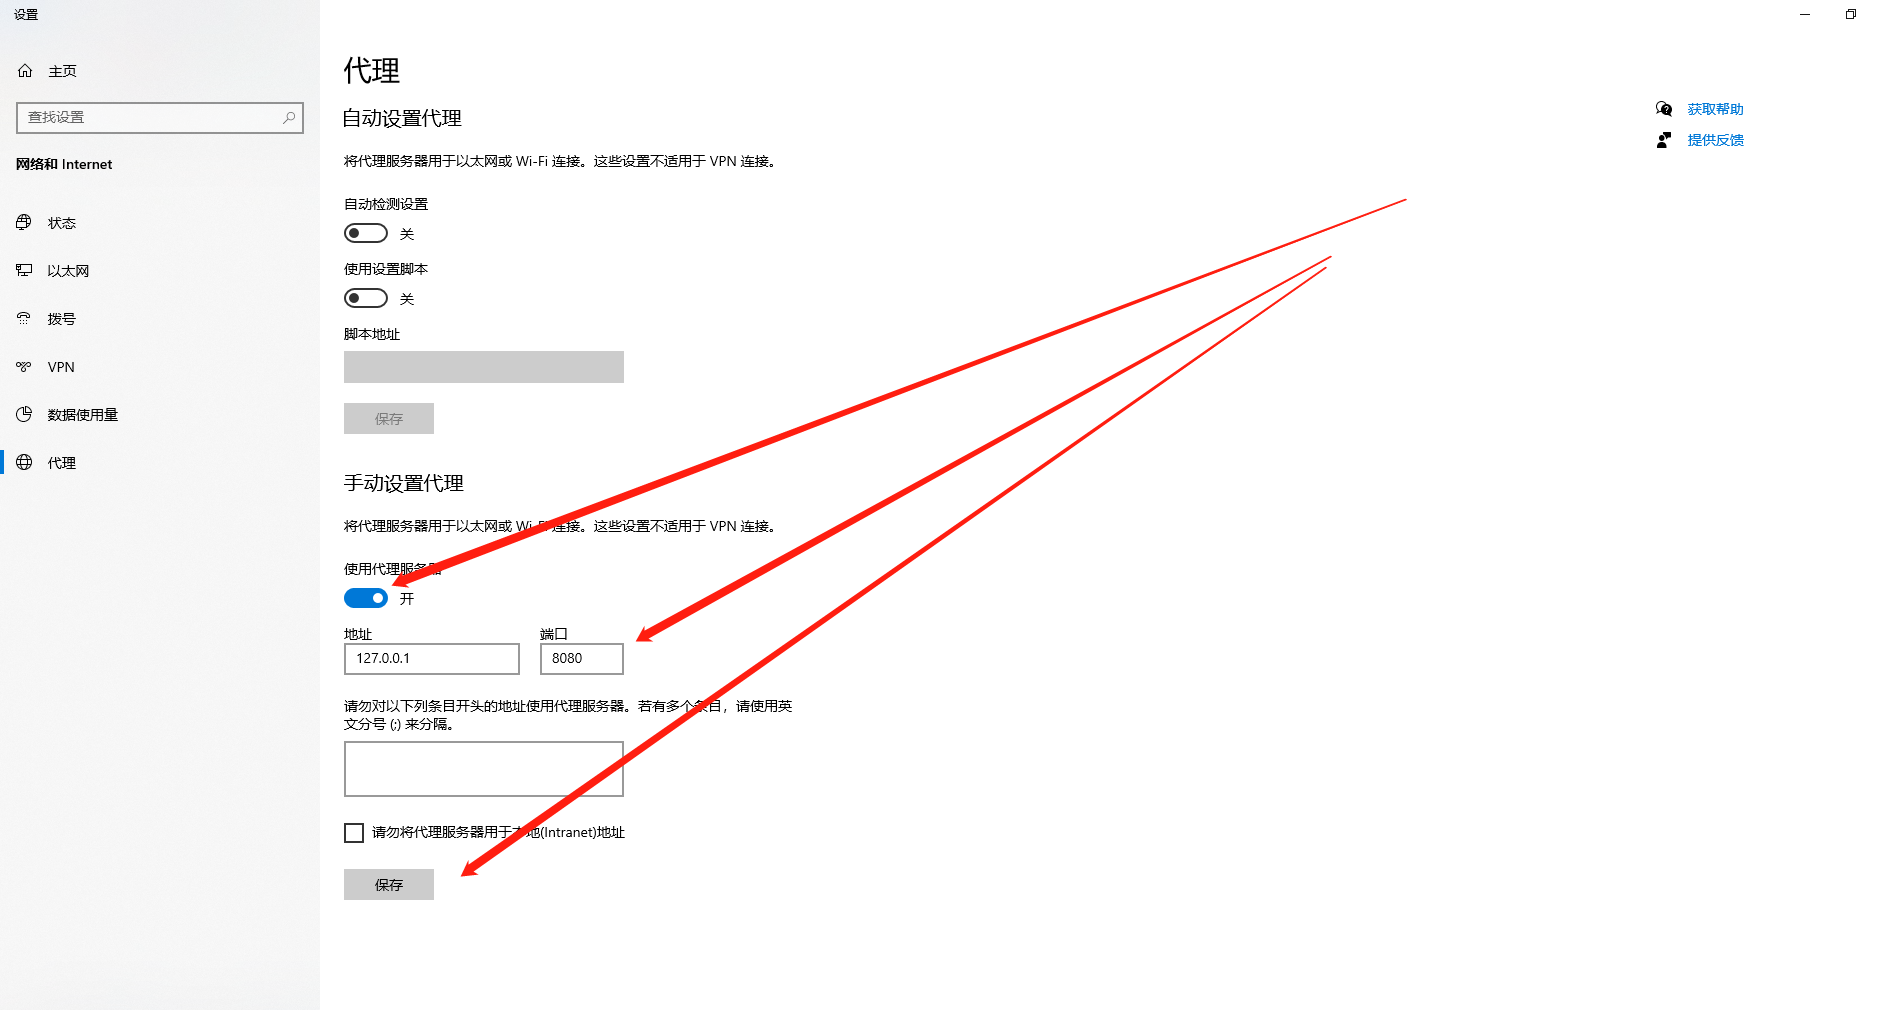 设置
主页
查找设置
网络和 Internet
状态
以太网
拨号
VPN
数据使用量
代理
代理
自动设置代理
将代理服务器用于以太网或 Wi-Fi 连接。这些设置不适用于 VPN 连接。
自动检测设置
关
使用设置脚本
关
脚本地址
保存
手动设置代理
将代理服务器用于以太网或 Wi-Fi 连接。这些设置不适用于 VPN 连接。
使用代理服务器
开
地址 端口
127.0.0.1 8080
请勿对以下列条目开头的地址使用代理服务器。若有多个条目，请使用英
文分号 (;) 来分隔。
请勿将代理服务器用于本地(Intranet)地址
保存
获取帮助
提供反馈